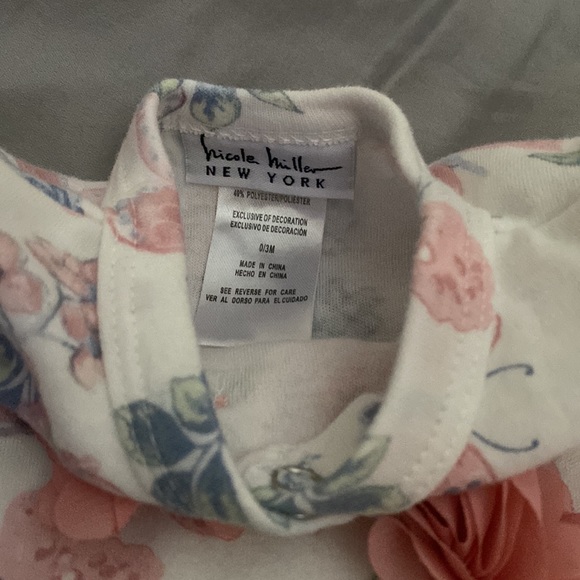 Nicole Miller
NEW YORK
40% POLYESTER/POLIESTER
EXCLUSIVE OF DECORATION
EXCLUSIVO DE DECORACIÓN
0/3M
MADE IN CHINA
HECHO EN CHINA
SEE REVERSE FOR CARE
VER AL DORSO PARA EL CUIDADO